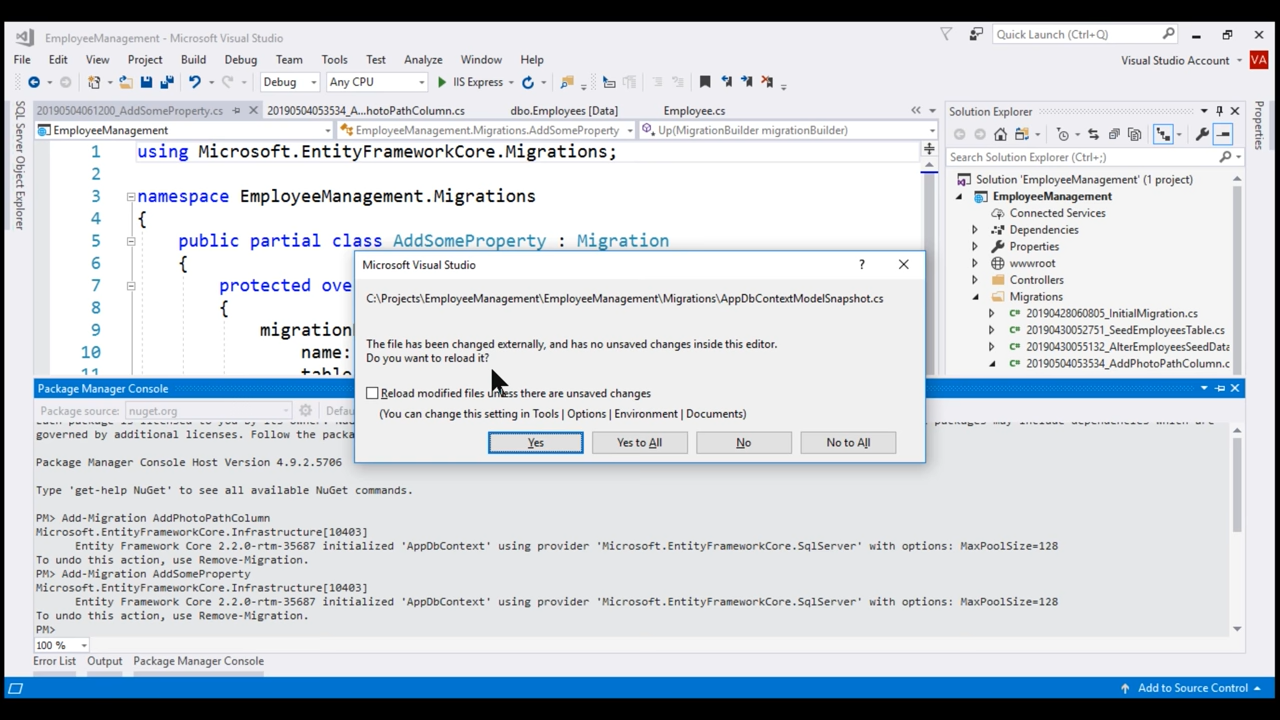 EmployeeManagement - Microsoft Visual Studio
Quick Launch (Ctrl+Q)
File Edit View Project Build Debug Team Tools Test Analyze Window Help
Visual Studio Account VA
Debug Any CPU IIS Express
SQL Server Object Explorer
20190504061200_AddSomeProperty.cs 20190504053534_A...hotoPathColumn.cs dbo.Employees [Data] Employee.cs
EmployeeManagement EmployeeManagement.Migrations.AddSomeProperty Up(MigrationBuilder migrationBuilder)
1 using Microsoft.EntityFrameworkCore.Migrations;
2
3 namespace EmployeeManagement.Migrations
4 {
5 public partial class AddSomeProperty : Migration
6 {
7 protected ove
8 {
9 migration
10 name:
Solution Explorer
Properties
Search Solution Explorer (Ctrl+;)
Solution 'EmployeeManagement' (1 project)
EmployeeManagement
Connected Services
Dependencies
Properties
wwwroot
Controllers
Migrations
C# 20190428060805_InitialMigration.cs
C# 20190430052751_SeedEmployeesTable.cs
C# 20190430055132_AlterEmployeesSeedData
C# 20190504053534_AddPhotoPathColumn.c
Microsoft Visual Studio ?
C:\Projects\EmployeeManagement\EmployeeManagement\Migrations\AppDbContextModelSnapshot.cs
The file has been changed externally, and has no unsaved changes inside this editor.
Do you want to reload it?
Reload modified files unless there are unsaved changes
(You can change this setting in Tools | Options | Environment | Documents)
Yes Yes to All No No to All
Package Manager Console
Package source: nuget.org Defau
governed by additional licenses. Follow the packa
Package Manager Console Host Version 4.9.2.5706
Type 'get-help NuGet' to see all available NuGet commands.
PM> Add-Migration AddPhotoPathColumn
Microsoft.EntityFrameworkCore.Infrastructure[10403]
Entity Framework Core 2.2.0-rtm-35687 initialized 'AppDbContext' using provider 'Microsoft.EntityFrameworkCore.SqlServer' with options: MaxPoolSize=128
To undo this action, use Remove-Migration.
PM> Add-Migration AddSomeProperty
Microsoft.EntityFrameworkCore.Infrastructure[10403]
Entity Framework Core 2.2.0-rtm-35687 initialized 'AppDbContext' using provider 'Microsoft.EntityFrameworkCore.SqlServer' with options: MaxPoolSize=128
To undo this action, use Remove-Migration.
PM>
100 %
Error List Output Package Manager Console
Add to Source Control